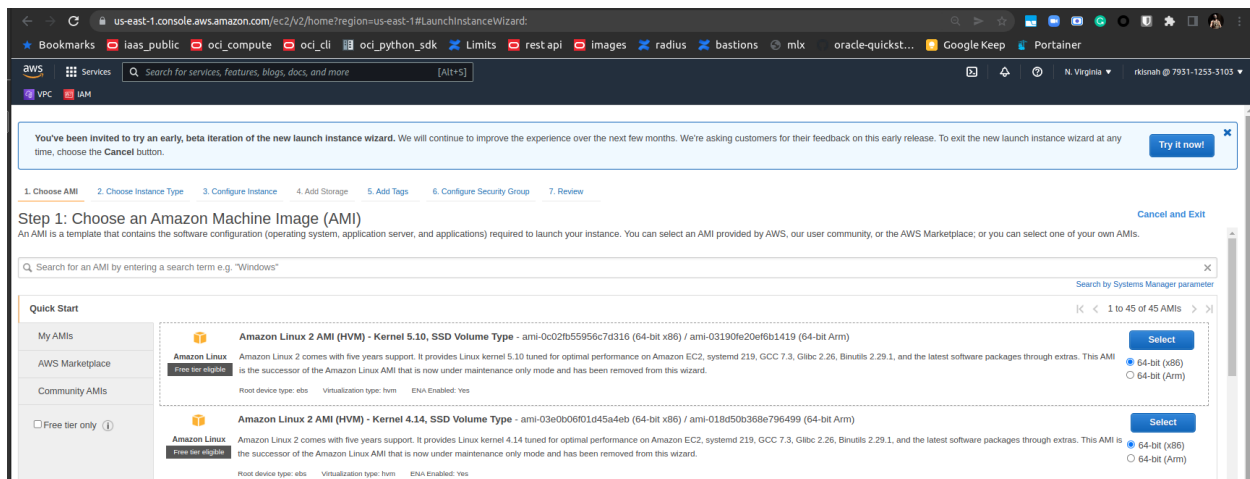 us-east-1.console.aws.amazon.com/ec2/v2/home?region=us-east-1#LaunchInstanceWizard:
Bookmarks iaas_public oci_compute oci_cli oci_python_sdk Limits rest api images radius bastions mlx oracle-quickst... Google Keep Portainer
aws Services Search for services, features, blogs, docs, and more [Alt+S] N. Virginia rkisnah @ 7931-1253-3103
VPC IAM
You've been invited to try an early, beta iteration of the new launch instance wizard. We will continue to improve the experience over the next few months. We're asking customers for their feedback on this early release. To exit the new launch instance wizard at any
time, choose the Cancel button.
Try it now!
1. Choose AMI 2. Choose Instance Type 3. Configure Instance 4. Add Storage 5. Add Tags 6. Configure Security Group 7. Review
Step 1: Choose an Amazon Machine Image (AMI)
Cancel and Exit
An AMI is a template that contains the software configuration (operating system, application server, and applications) required to launch your instance. You can select an AMI provided by AWS, our user community, or the AWS Marketplace; or you can select one of your own AMIs.
Search for an AMI by entering a search term e.g. "Windows"
Search by Systems Manager parameter
Quick Start
1 to 45 of 45 AMIs
My AMIs
AWS Marketplace
Community AMIs
Free tier only
Amazon Linux
Free tier eligible
Amazon Linux 2 AMI (HVM) - Kernel 5.10, SSD Volume Type - ami-0c02fb55956c7d316 (64-bit x86) / ami-03190fe20ef6b1419 (64-bit Arm)
Amazon Linux 2 comes with five years support. It provides Linux kernel 5.10 tuned for optimal performance on Amazon EC2, systemd 219, GCC 7.3, Glibc 2.26, Binutils 2.29.1, and the latest software packages through extras. This AMI
is the successor of the Amazon Linux AMI that is now under maintenance only mode and has been removed from this wizard.
Root device type: ebs Virtualization type: hvm ENA Enabled: Yes
Select
64-bit (x86)
64-bit (Arm)
Amazon Linux
Free tier eligible
Amazon Linux 2 AMI (HVM) - Kernel 4.14, SSD Volume Type - ami-03e0b06f01d45a4eb (64-bit x86) / ami-018d50b368e796499 (64-bit Arm)
Amazon Linux 2 comes with five years support. It provides Linux kernel 4.14 tuned for optimal performance on Amazon EC2, systemd 219, GCC 7.3, Glibc 2.26, Binutils 2.29.1, and the latest software packages through extras. This AMI is
the successor of the Amazon Linux AMI that is now under maintenance only mode and has been removed from this wizard.
Root device type: ebs Virtualization type: hvm ENA Enabled: Yes
Select
64-bit (x86)
64-bit (Arm)